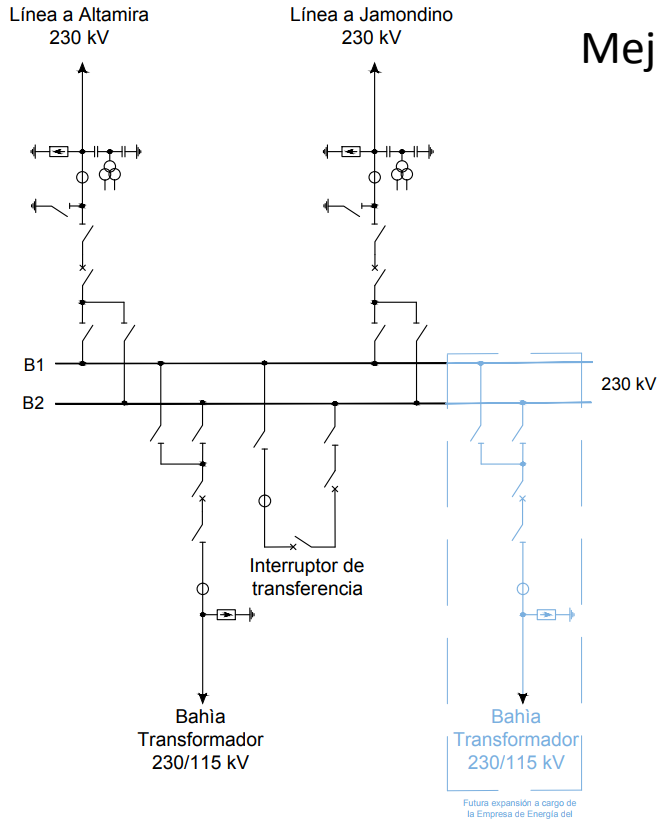 Línea a Altamira
230 kV
Línea a Jamondino
230 kV
Mej
B1
B2
230 kV
Interruptor de
transferencia
Bahìa
Transformador
230/115 kV
Bahìa
Transformador
230/115 kV
Futura expansión a cargo de
la Empresa de Energía del